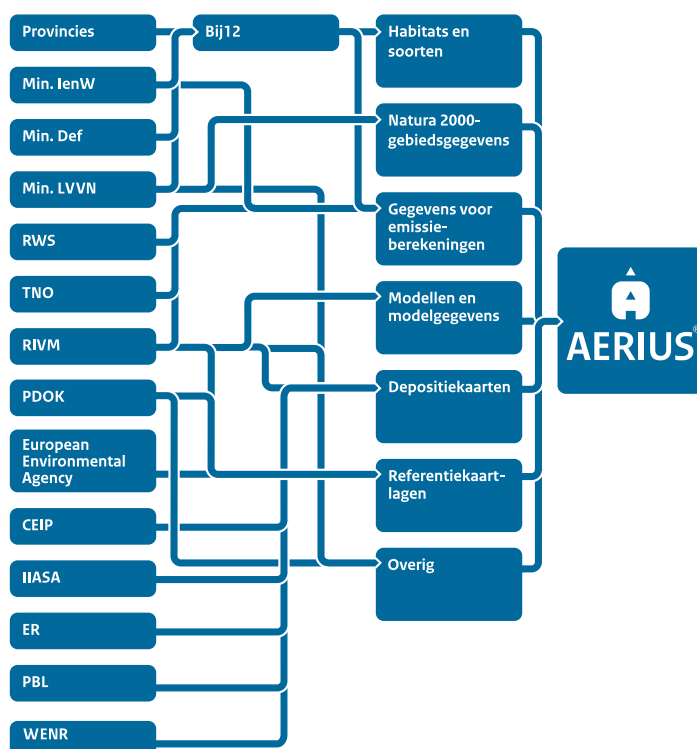 Provincies
Min. IenW
Min. Def
Min. LVVN
RWS
TNO
RIVM
PDOK
European
Environmental
Agency
CEIP
IIASA
ER
PBL
WENR
Bij12
Habitats en
soorten
Natura 2000-
gebiedsgegevens
Gegevens voor
emissie-
berekeningen
Modellen en
modelgegevens
Depositiekaarten
Referentiekaart-
lagen
Overig
AERIUS®